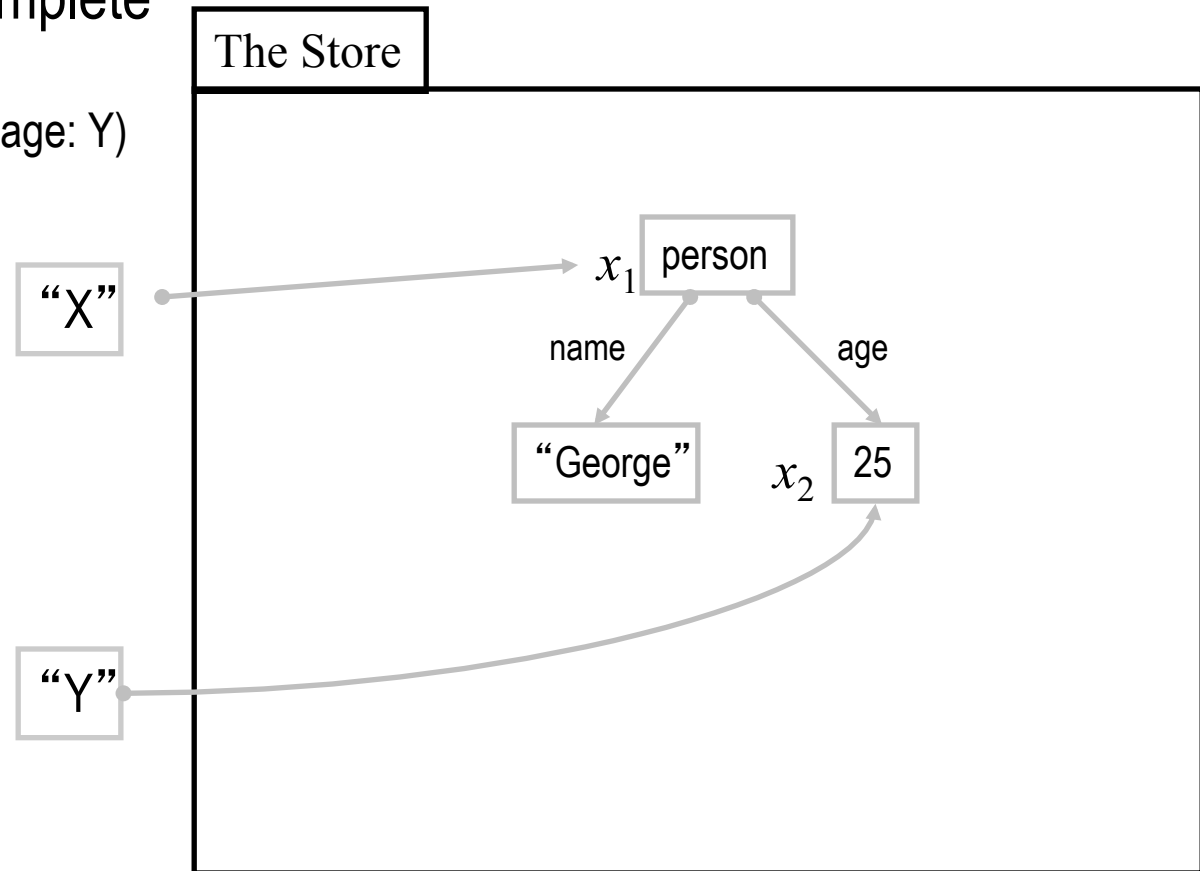 mplete
The Store
age: Y)
x₁
person
“X”
name
age
“George”
x₂
25
“Y”